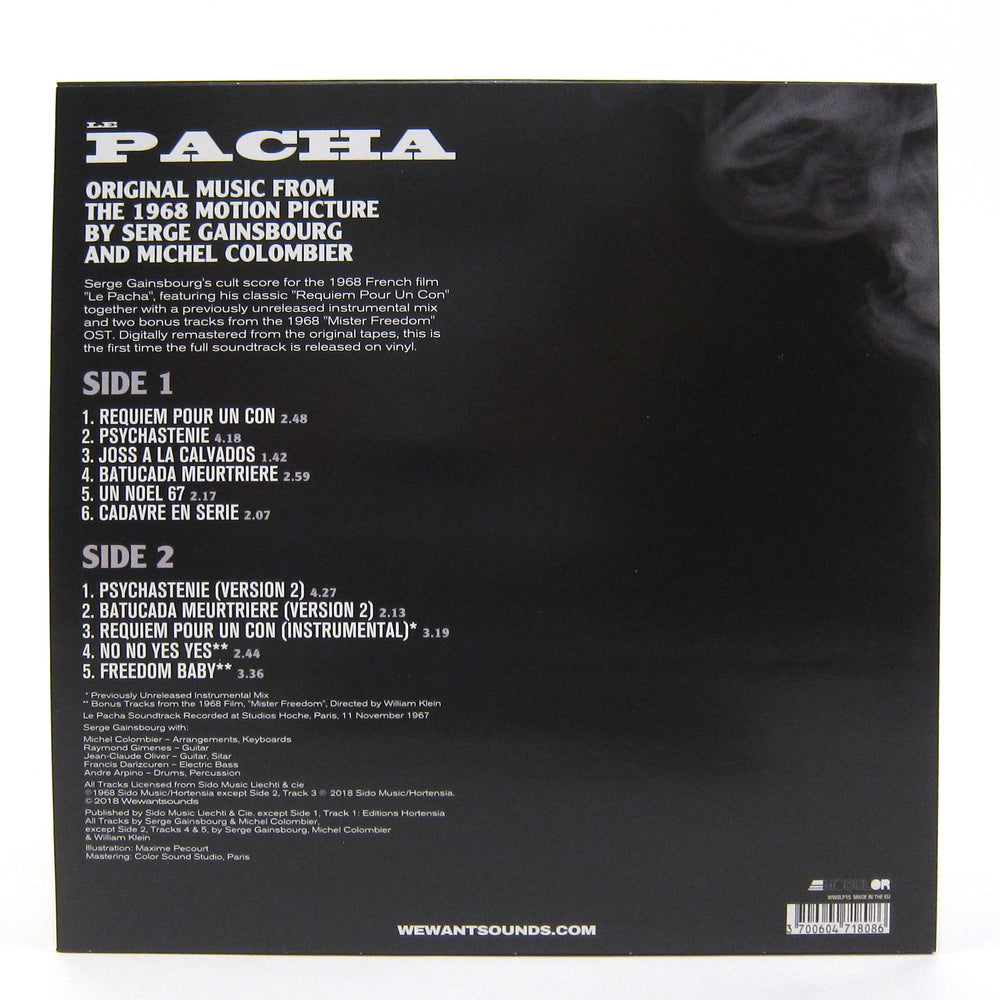 LE
PACHA
ORIGINAL MUSIC FROM
THE 1968 MOTION PICTURE
BY SERGE GAINSBOURG
AND MICHEL COLOMBIER
Serge Gainsbourg's cult score for the 1968 French film
"Le Pacha", featuring his classic "Requiem Pour Un Con"
together with a previously unreleased instrumental mix
and two bonus tracks from the 1968 "Mister Freedom"
OST. Digitally remastered from the original tapes, this is
the first time the full soundtrack is released on vinyl.
SIDE 1
1. REQUIEM POUR UN CON 2.48
2. PSYCHASTENIE 4.18
3. JOSS A LA CALVADOS 1.42
4. BATUCADA MEURTRIERE 2.59
5. UN NOEL 67 2.17
6. CADAVRE EN SERIE 2.07
SIDE 2
1. PSYCHASTENIE (VERSION 2) 4.27
2. BATUCADA MEURTRIERE (VERSION 2) 2.13
3. REQUIEM POUR UN CON (INSTRUMENTAL)* 3.19
4. NO NO YES YES** 2.44
5. FREEDOM BABY** 3.36
* Previously Unreleased Instrumental Mix
** Bonus Tracks from the 1968 Film, "Mister Freedom", Directed by William Klein
Le Pacha Soundtrack Recorded at Studios Hoche, Paris, 11 November 1967
Serge Gainsbourg with:
Michel Colombier – Arrangements, Keyboards
Raymond Gimenes – Guitar
Jean-Claude Oliver – Guitar, Sitar
Francis Darizcuren – Electric Bass
Andre Arpino – Drums, Percussion
All Tracks Licensed from Sido Music Liechti & cie
℗1968 Sido Music/Hortensia except Side 2, Track 3 ℗ 2018 Sido Music/Hortensia.
©2018 Wewantsounds
Published by Sido Music Liechti & Cie. except Side 1, Track 1: Editions Hortensia
All Tracks by Serge Gainsbourg & Michel Colombier,
except Side 2, Tracks 4 & 5, by Serge Gainsbourg, Michel Colombier
& William Klein
Illustration: Maxime Pecourt
Mastering: Color Sound Studio, Paris
MODULOR
WWSLP15 MADE IN THE EU
3 700604 718086
WEWANTSOUNDS.COM